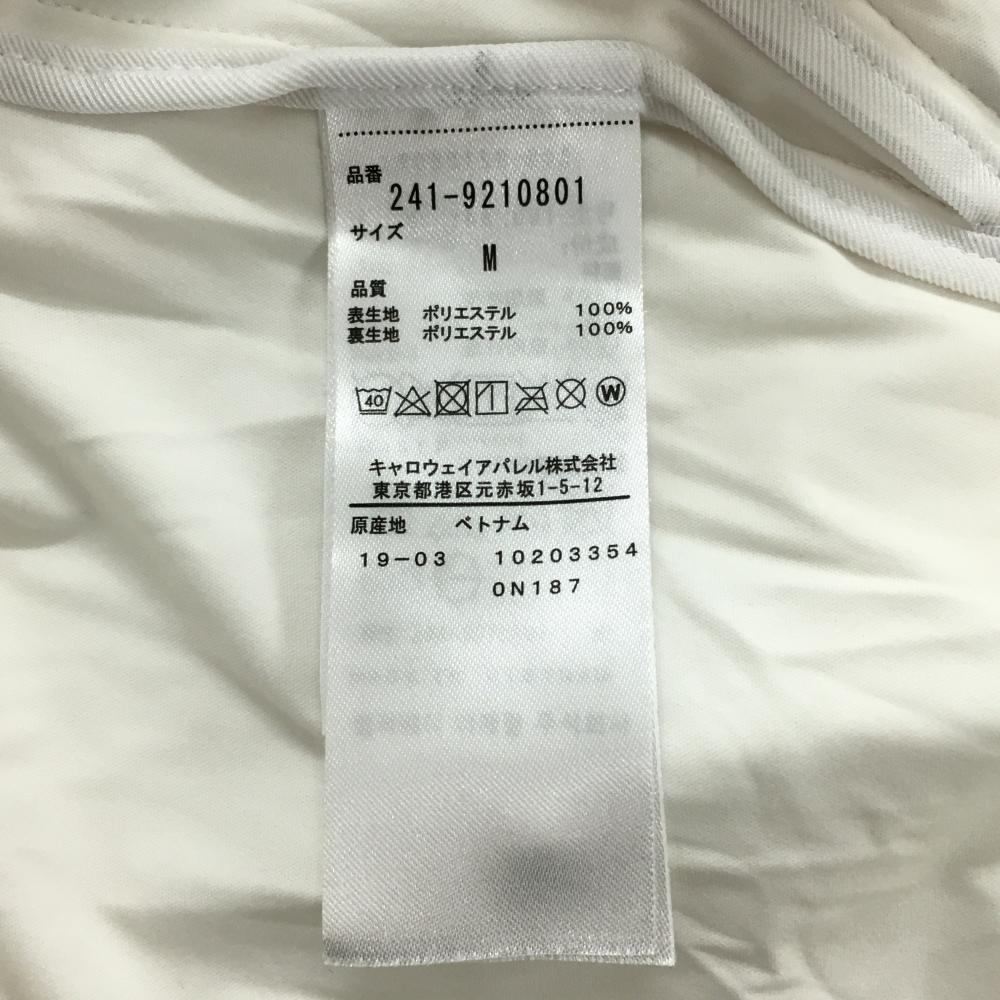 品番
241-9210801
サイズ
M
品質
表生地 ポリエステル 100%
裏生地 ポリエステル 100%
40 W
キャロウェイアパレル株式会社
東京都港区元赤坂1-5-12
原産地 ベトナム
19-03 10203354
0N187